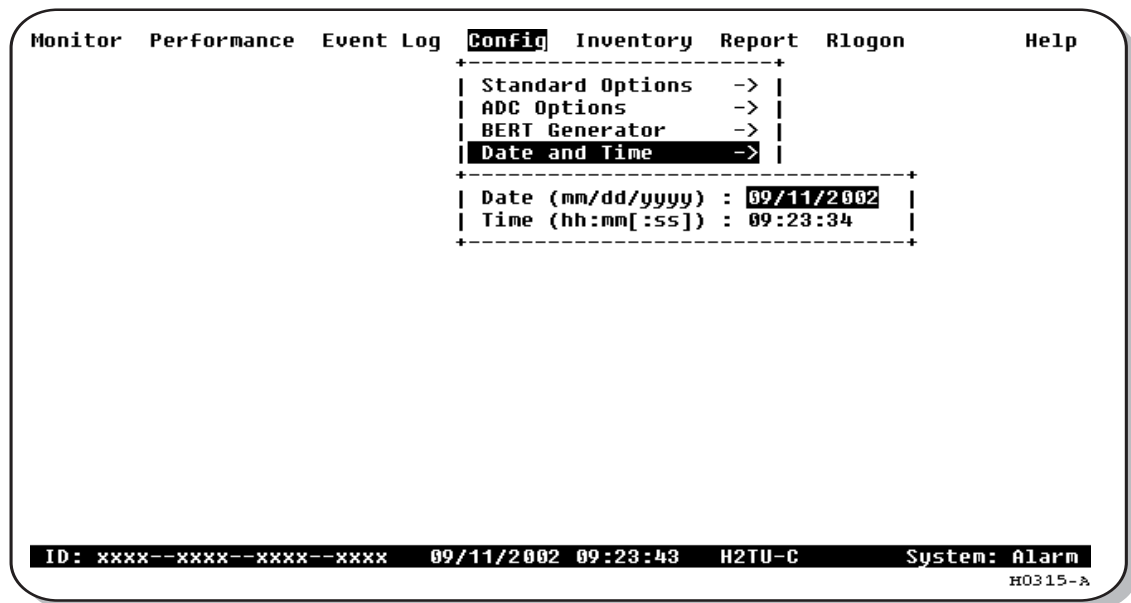 Monitor Performance Event Log Config Inventory Report Rlogon Help
Standard Options ->
ADC Options ->
BERT Generator ->
Date and Time ->
Date (mm/dd/yyyy) : 09/11/2002
Time (hh:mm[:ss]) : 09:23:34
ID: xxxx--xxxx--xxxx--xxxx 09/11/2002 09:23:43 H2TU-C System: Alarm
H0315-A